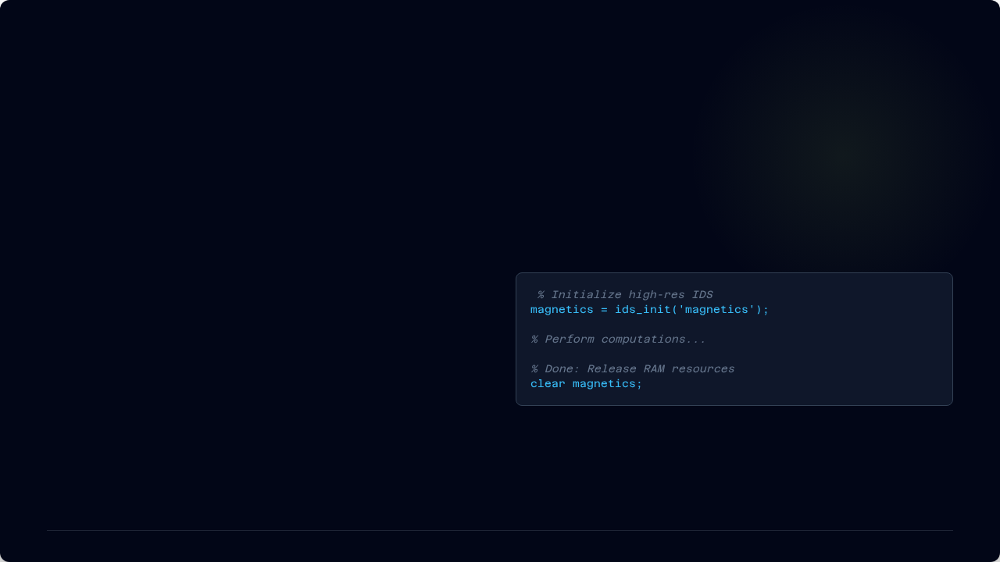 % Initialize high-res IDS
magnetics = ids_init('magnetics');
% Perform computations...
% Done: Release RAM resources
clear magnetics;